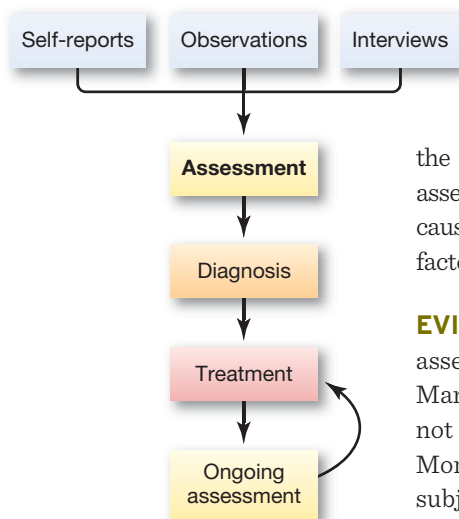 Self-reports
Observations
Interviews
Assessment
Diagnosis
Treatment
Ongoing
assessment
the
asse
caus
facto
EVI
asse
Mar
not
Mor
subj